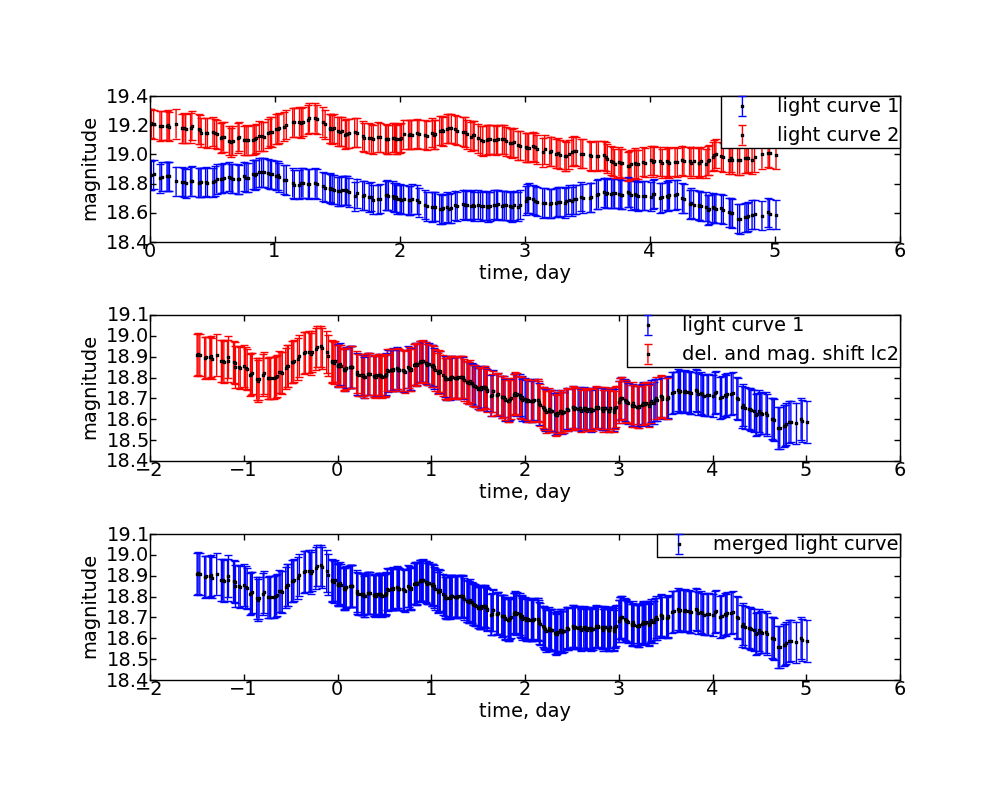 19.4
19.2
19.0
18.8
18.6
18.4
magnitude
light curve 1
light curve 2
0 1 2 3 4 5 6
time, day
19.1
19.0
18.9
18.8
18.7
18.6
18.5
18.4
magnitude
light curve 1
del. and mag. shift lc2
−2 −1 0 1 2 3 4 5 6
time, day
19.1
19.0
18.9
18.8
18.7
18.6
18.5
18.4
magnitude
merged light curve
−2 −1 0 1 2 3 4 5 6
time, day